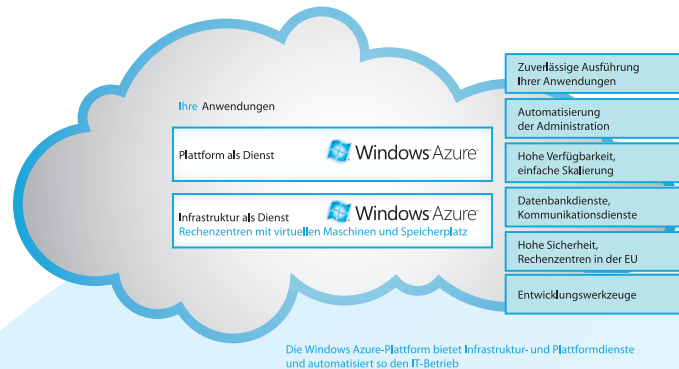 Ihre Anwendungen
Plattform als Dienst
Windows Azure
Infrastruktur als Dienst
Windows Azure
Rechenzentren mit virtuellen Maschinen und Speicherplatz
Zuverlässige Ausführung
Ihrer Anwendungen
Automatisierung
der Administration
Hohe Verfügbarkeit,
einfache Skalierung
Datenbankdienste,
Kommunikationsdienste
Hohe Sicherheit,
Rechenzentren in der EU
Entwicklungswerkzeuge
Die Windows Azure-Plattform bietet Infrastruktur- und Plattformdienste
und automatisiert so den IT-Betrieb